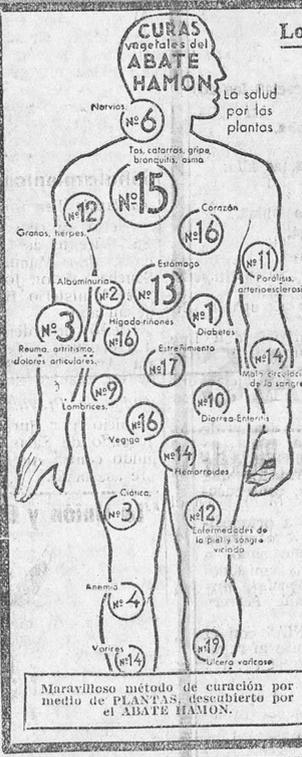 CURAS
vegetales del
ABATE
HAMON
La salud
por las
plantas
Nervios.
Nº6
Tos, catarros, gripe,
bronquitis, asma
Nº15
Nº12
Granos, herpes,
Corazón
Nº16
Nº11
Parálisis,
arterioesclerosis
Estómago
Nº13
Albuminuria
Nº2
Nº1
Diabetes
Nº3
Reuma, artritismo,
dolores articulares.
Hígado-riñones
Nº16
Estreñimiento
Nº17
Nº14
Mala circulación
de la sangre
Nº9
Lombrices.
Nº10
Diarrea-Enteritis
Nº16
Vegiga
Nº14
Hemorroides
Ciática,
Nº3
Nº12
Enfermedades de
la piel y sangre
viciada
Anemia
Nº4
Varices
Nº14
Nº19
Ulcera varicosa
Maravilloso método de curación por
medio de PLANTAS, descubierto por
el ABATE HAMON.
Lo